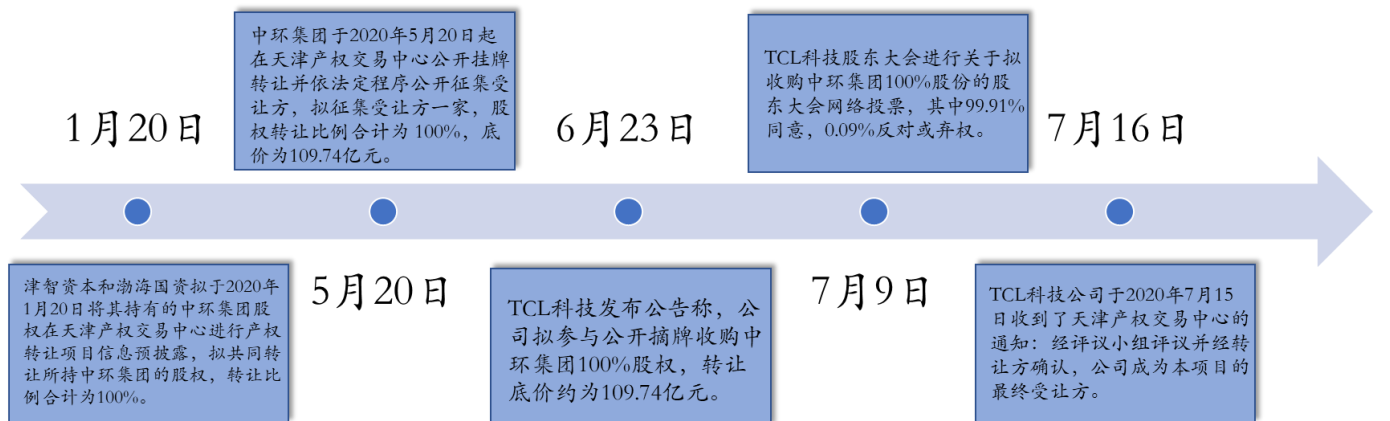 1月20日
津智资本和渤海国资拟于2020年
1月20日将其持有的中环集团股
权在天津产权交易中心进行产权
转让项目信息预披露，拟共同转
让所持中环集团的股权，转让比
例合计为100%。
中环集团于2020年5月20日起
在天津产权交易中心公开挂牌
转让并依法定程序公开征集受
让方，拟征集受让方一家，股
权转让比例合计为 100%，底
价为109.74亿元。
5月20日
6月23日
TCL科技发布公告称，公
司拟参与公开摘牌收购中
环集团100%股权，转让
底价约为109.74亿元。
TCL科技股东大会进行关于拟
收购中环集团100%股份的股
东大会网络投票，其中99.91%
同意，0.09%反对或弃权。
7月9日
7月16日
TCL科技公司于2020年7月15
日收到了天津产权交易中心的
通知：经评议小组评议并经转
让方确认，公司成为本项目的
最终受让方。